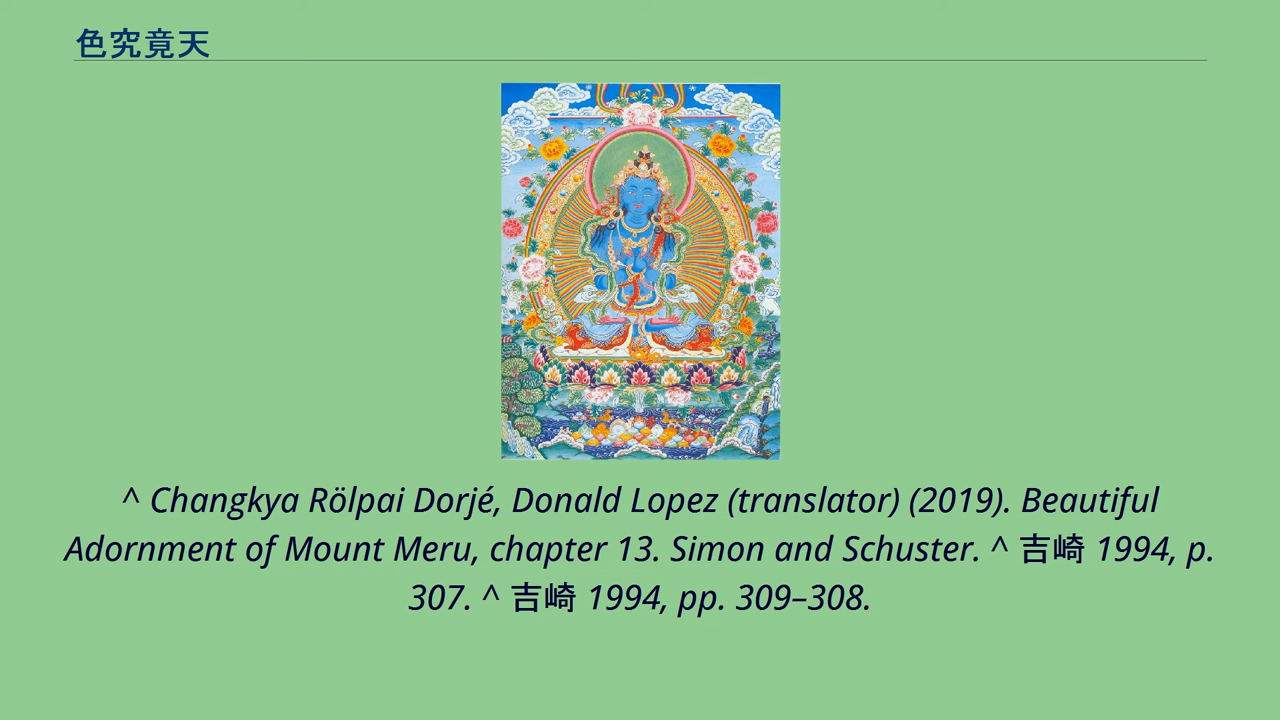 色究竟天
^ Changkya Rölpai Dorjé, Donald Lopez (translator) (2019). Beautiful
Adornment of Mount Meru, chapter 13. Simon and Schuster. ^ 吉崎 1994, p.
307. ^ 吉崎 1994, pp. 309–308.